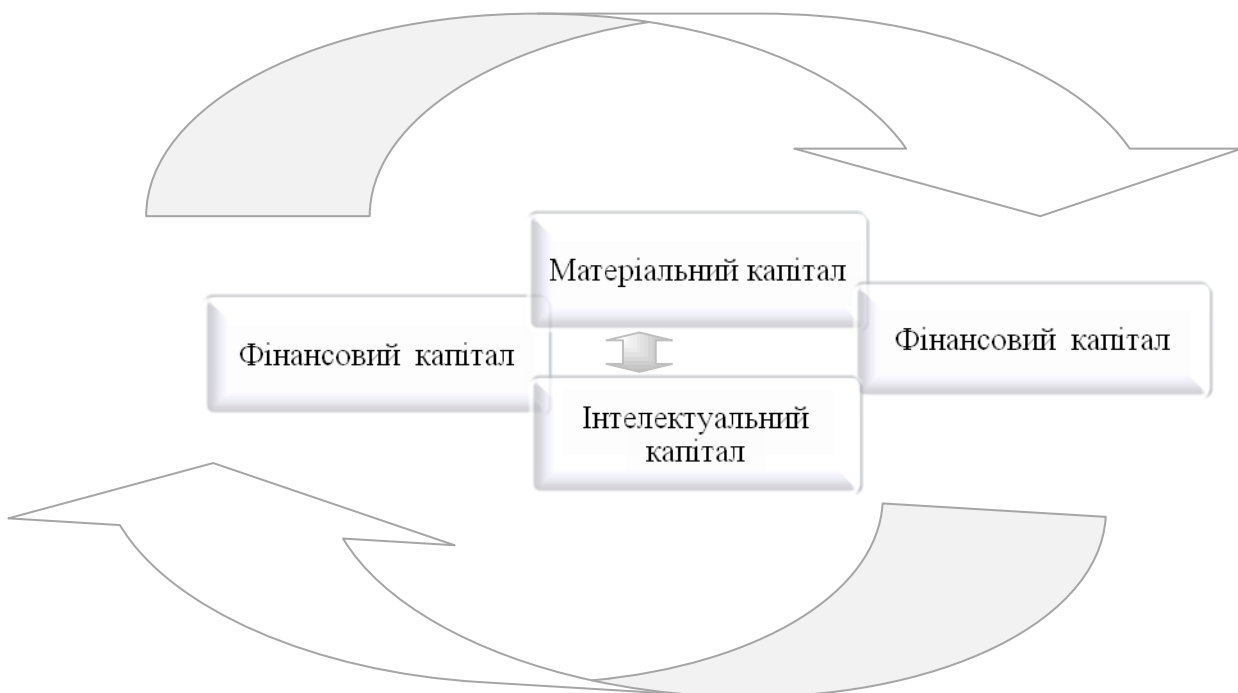 Матеріальний капітал
Фінансовий капітал
Фінансовий капітал
Інтелектуальний
капітал